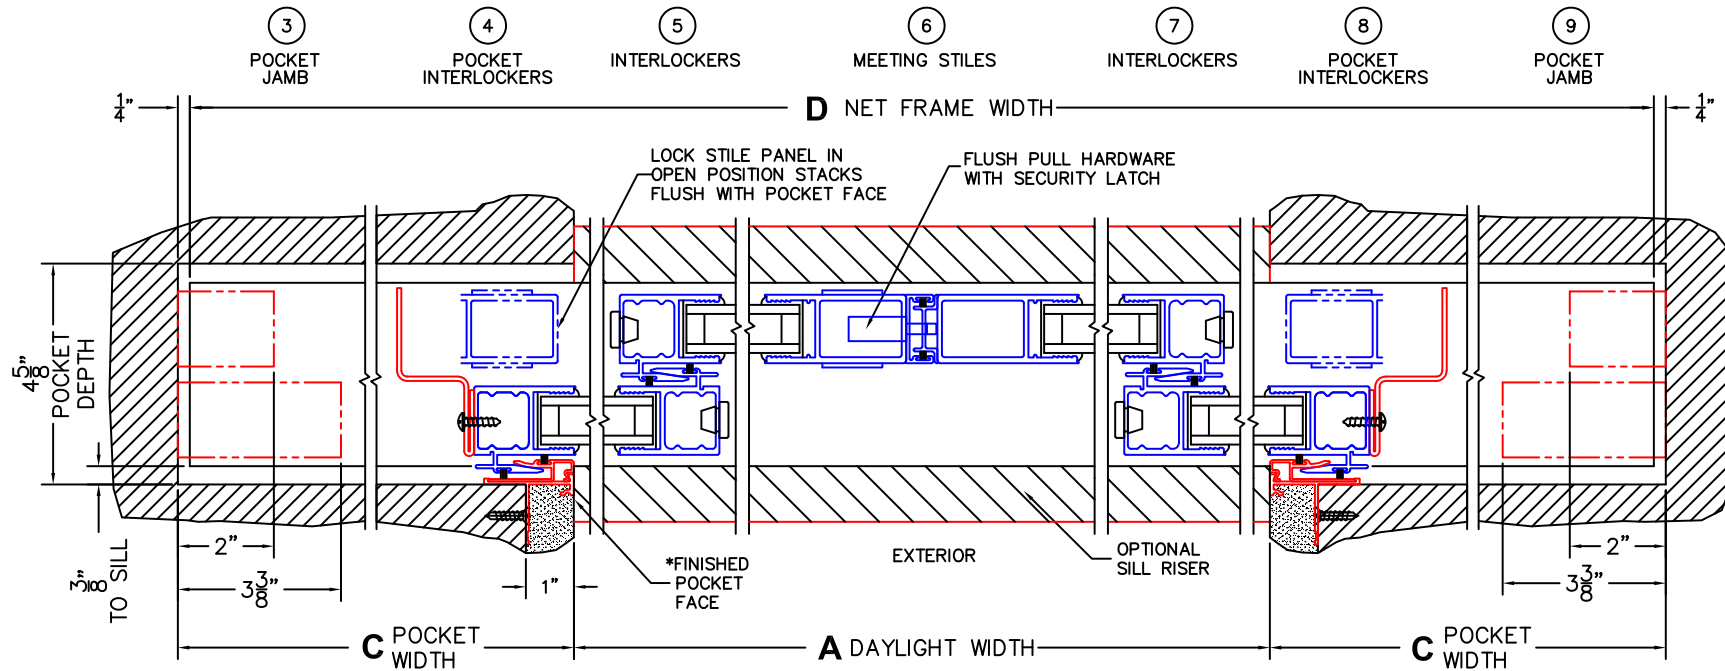 3
POCKET
JAMB
4
POCKET
INTERLOCKERS
5
INTERLOCKERS
6
MEETING STILES
7
INTERLOCKERS
8
POCKET
INTERLOCKERS
9
POCKET
JAMB
1/4"
D NET FRAME WIDTH
1/4"
LOCK STILE PANEL IN
OPEN POSITION STACKS
FLUSH WITH POCKET FACE
FLUSH PULL HARDWARE
WITH SECURITY LATCH
4 5/8"
POCKET
DEPTH
3/8"
TO SILL
2"
3 3/8"
1"
*FINISHED
POCKET
FACE
EXTERIOR
OPTIONAL
SILL RISER
2"
3 3/8"
C POCKET
WIDTH
A DAYLIGHT WIDTH
C POCKET
WIDTH